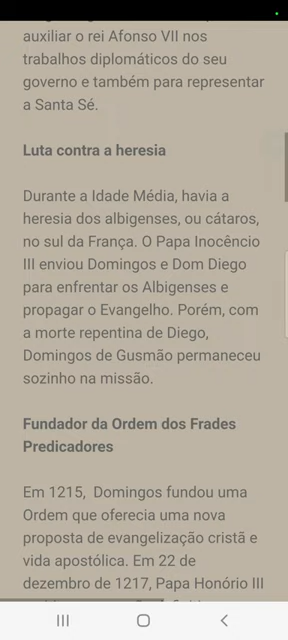 auxiliar o rei Afonso VII nos
trabalhos diplomáticos do seu
governo e também para representar
a Santa Sé.
Luta contra a heresia
Durante a Idade Média, havia a
heresia dos albigenses, ou cátaros,
no sul da França. O Papa Inocêncio
III enviou Domingos e Dom Diego
para enfrentar os Albigenses e
propagar o Evangelho. Porém, com
a morte repentina de Diego,
Domingos de Gusmão permaneceu
sozinho na missão.
Fundador da Ordem dos Frades
Predicadores
Em 1215, Domingos fundou uma
Ordem que oferecia uma nova
proposta de evangelização cristã e
vida apostólica. Em 22 de
dezembro de 1217, Papa Honório III